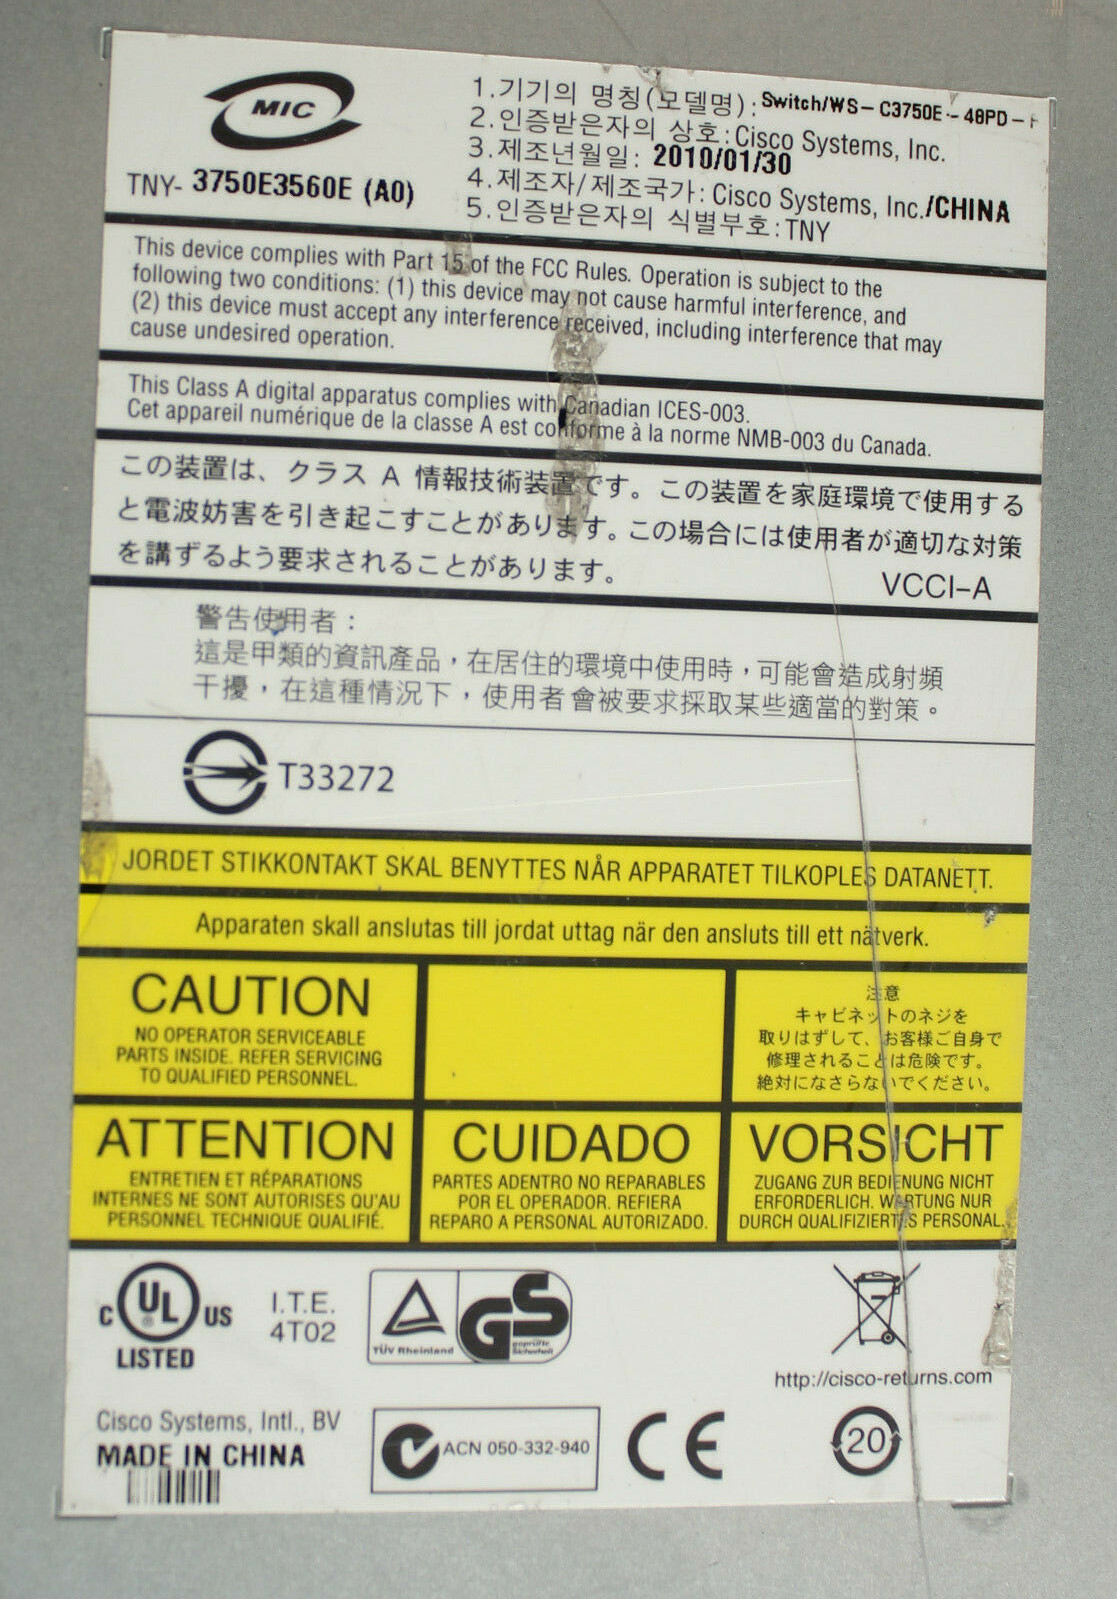 MIC
TNY- 3750E3560E (A0)
1.기기의 명칭(모델명): Switch/WS-C3750E-48PD-
2.인증받은자의 상호:Cisco Systems, Inc.
3.제조년월일: 2010/01/30
4.제조자/제조국가: Cisco Systems, Inc./CHINA
5.인증받은자의 식별부호:TNY
This device complies with Part 15 of the FCC Rules. Operation is subject to the
following two conditions: (1) this device may not cause harmful interference, and
(2) this device must accept any interference received, including interference that may
cause undesired operation.
This Class A digital apparatus complies with Canadian ICES-003.
Cet appareil numérique de la classe A est conforme à la norme NMB-003 du Canada.
この装置は、クラス A 情報技術装置です。この装置を家庭環境で使用する
と電波妨害を引き起こすことがあります。この場合には使用者が適切な対策
を講ずるよう要求されることがあります。
VCCI-A
警告使用者：
這是甲類的資訊產品，在居住的環境中使用時，可能會造成射頻
干擾，在這種情況下，使用者會被要求採取某些適當的對策。
T33272
JORDET STIKKONTAKT SKAL BENYTTES NÅR APPARATET TILKOPLES DATANETT.
Apparaten skall anslutas till jordat uttag när den ansluts till ett nätverk.
CAUTION
NO OPERATOR SERVICEABLE
PARTS INSIDE. REFER SERVICING
TO QUALIFIED PERSONNEL.
注意
キャビネットのネジを
取りはずして、お客様ご自身で
修理されることは危険です。
絶対になさらないでください。
ATTENTION
ENTRETIEN ET RÉPARATIONS
INTERNES NE SONT AUTORISES QU'AU
PERSONNEL TECHNIQUE QUALIFIÉ.
CUIDADO
PARTES ADENTRO NO REPARABLES
POR EL OPERADOR. REFIERA
REPARO A PERSONAL AUTORIZADO.
VORSICHT
ZUGANG ZUR BEDIENUNG NICHT
ERFORDERLICH. WARTUNG NUR
DURCH QUALIFIZIERTES PERSONAL.
C UL ® US
LISTED
I.T.E.
4T02
TÜV Rheinland
GS
geprüfte
Sicherheit
http://cisco-returns.com
Cisco Systems, Intl., BV
MADE IN CHINA
ACN 050-332-940
CE
20